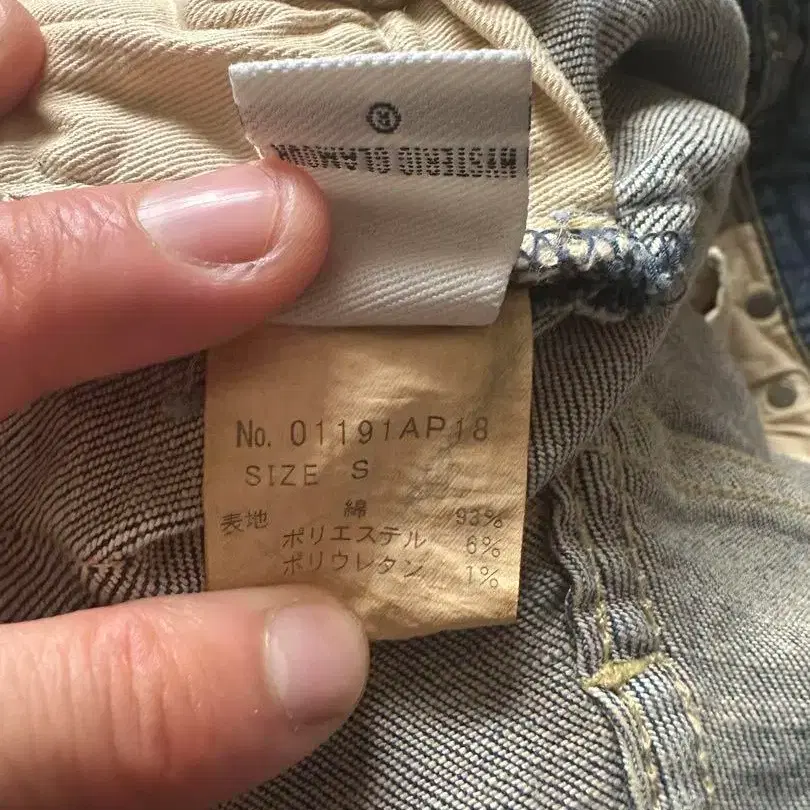 ®
HYSTERIC GLAMOUR
No. 01191AP18
SIZE S
表地 綿 93%
ポリエステル 6%
ポリウレタン 1%